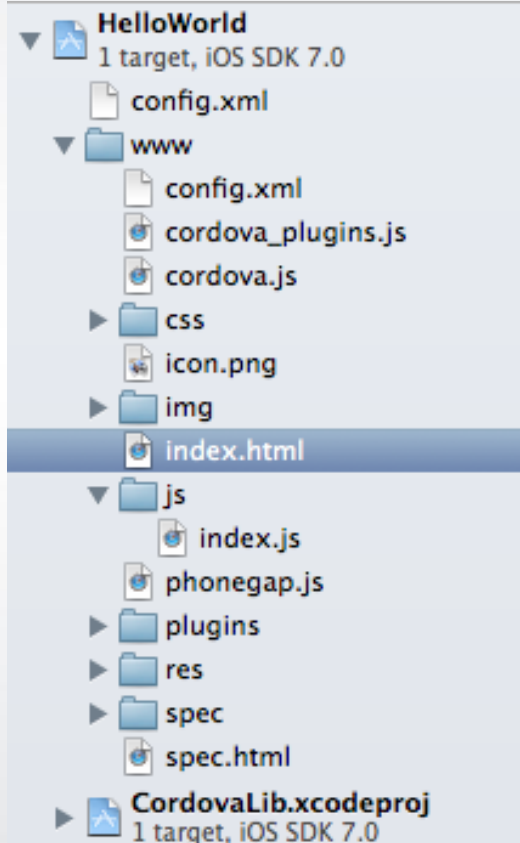 HelloWorld
1 target, iOS SDK 7.0
config.xml
www
config.xml
cordova_plugins.js
cordova.js
css
icon.png
img
index.html
js
index.js
phonegap.js
plugins
res
spec
spec.html
CordovaLib.xcodeproj
1 target, iOS SDK 7.0